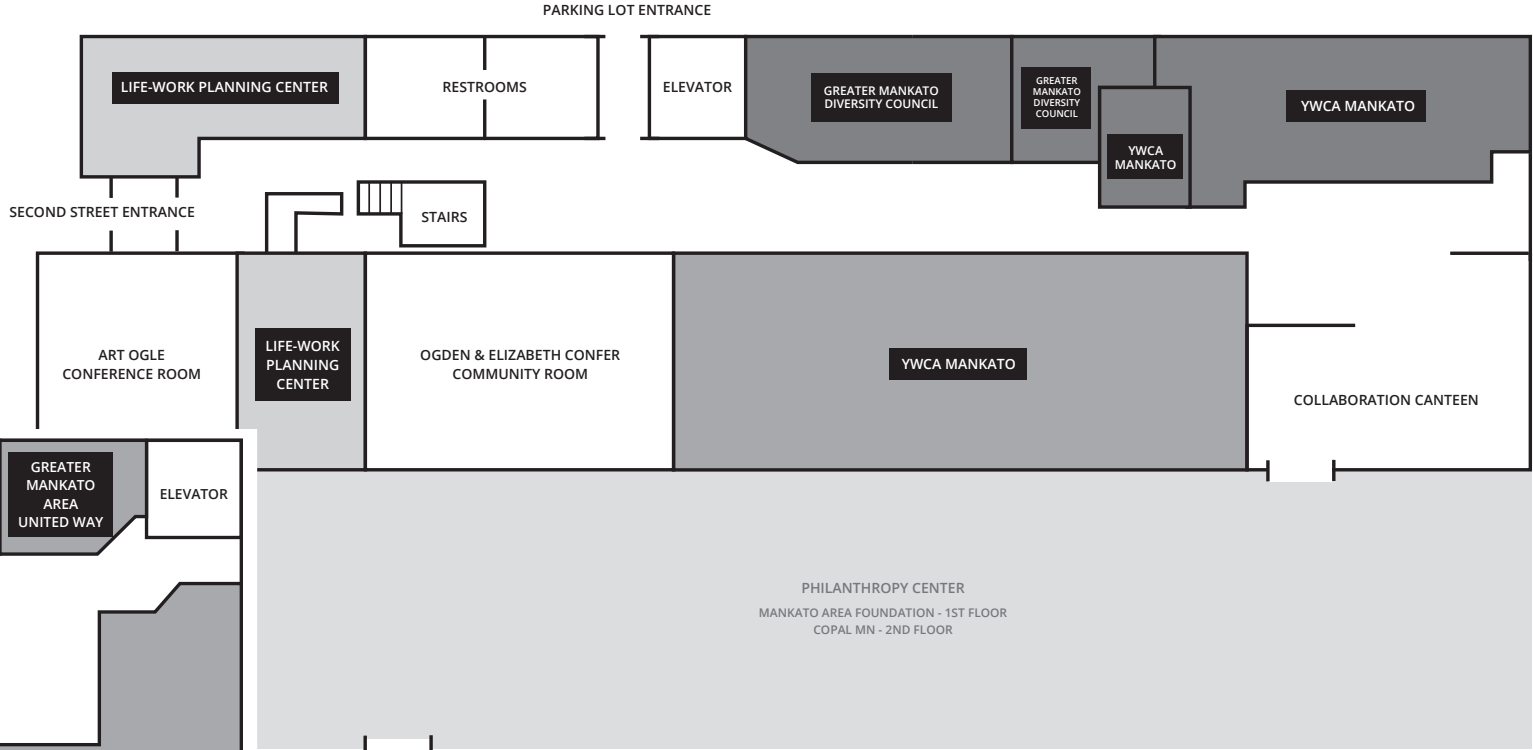 PARKING LOT ENTRANCE
LIFE-WORK PLANNING CENTER
RESTROOMS
ELEVATOR
GREATER MANKATO
DIVERSITY COUNCIL
GREATER
MANKATO
DIVERSITY
COUNCIL
YWCA MANKATO
YWCA
MANKATO
SECOND STREET ENTRANCE
STAIRS
ART OGLE
CONFERENCE ROOM
LIFE-WORK
PLANNING
CENTER
OGDEN & ELIZABETH CONFER
COMMUNITY ROOM
YWCA MANKATO
COLLABORATION CANTEEN
GREATER
MANKATO
AREA
UNITED WAY
ELEVATOR
PHILANTHROPY CENTER
MANKATO AREA FOUNDATION - 1ST FLOOR
COPAL MN - 2ND FLOOR